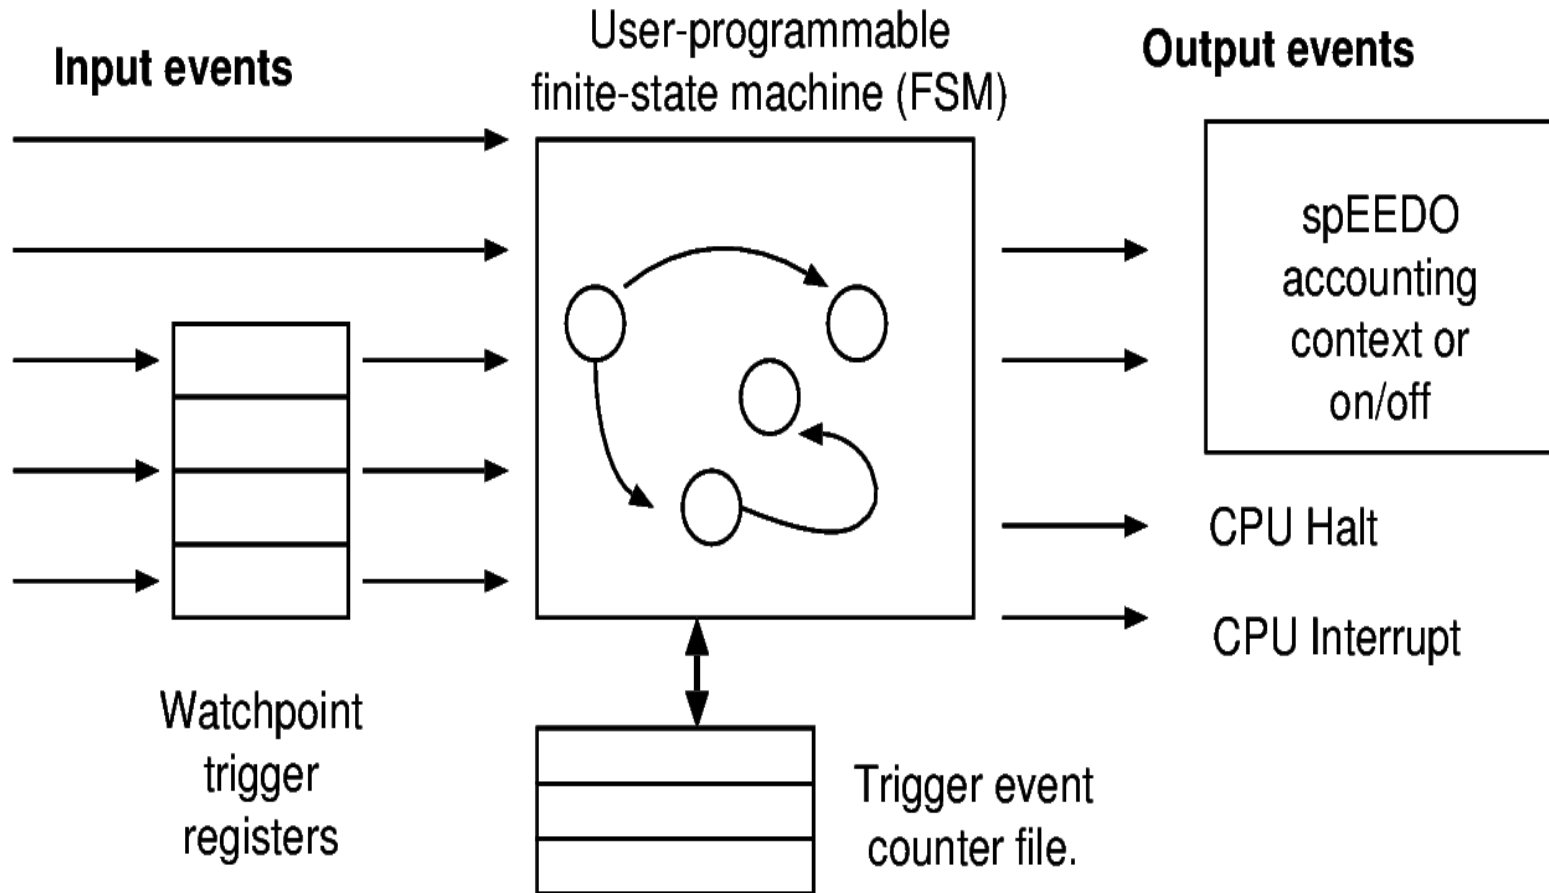 Input events
User-programmable
finite-state machine (FSM)
Output events
spEEDO
accounting
context or
on/off
CPU Halt
CPU Interrupt
Watchpoint
trigger
registers
Trigger event
counter file.